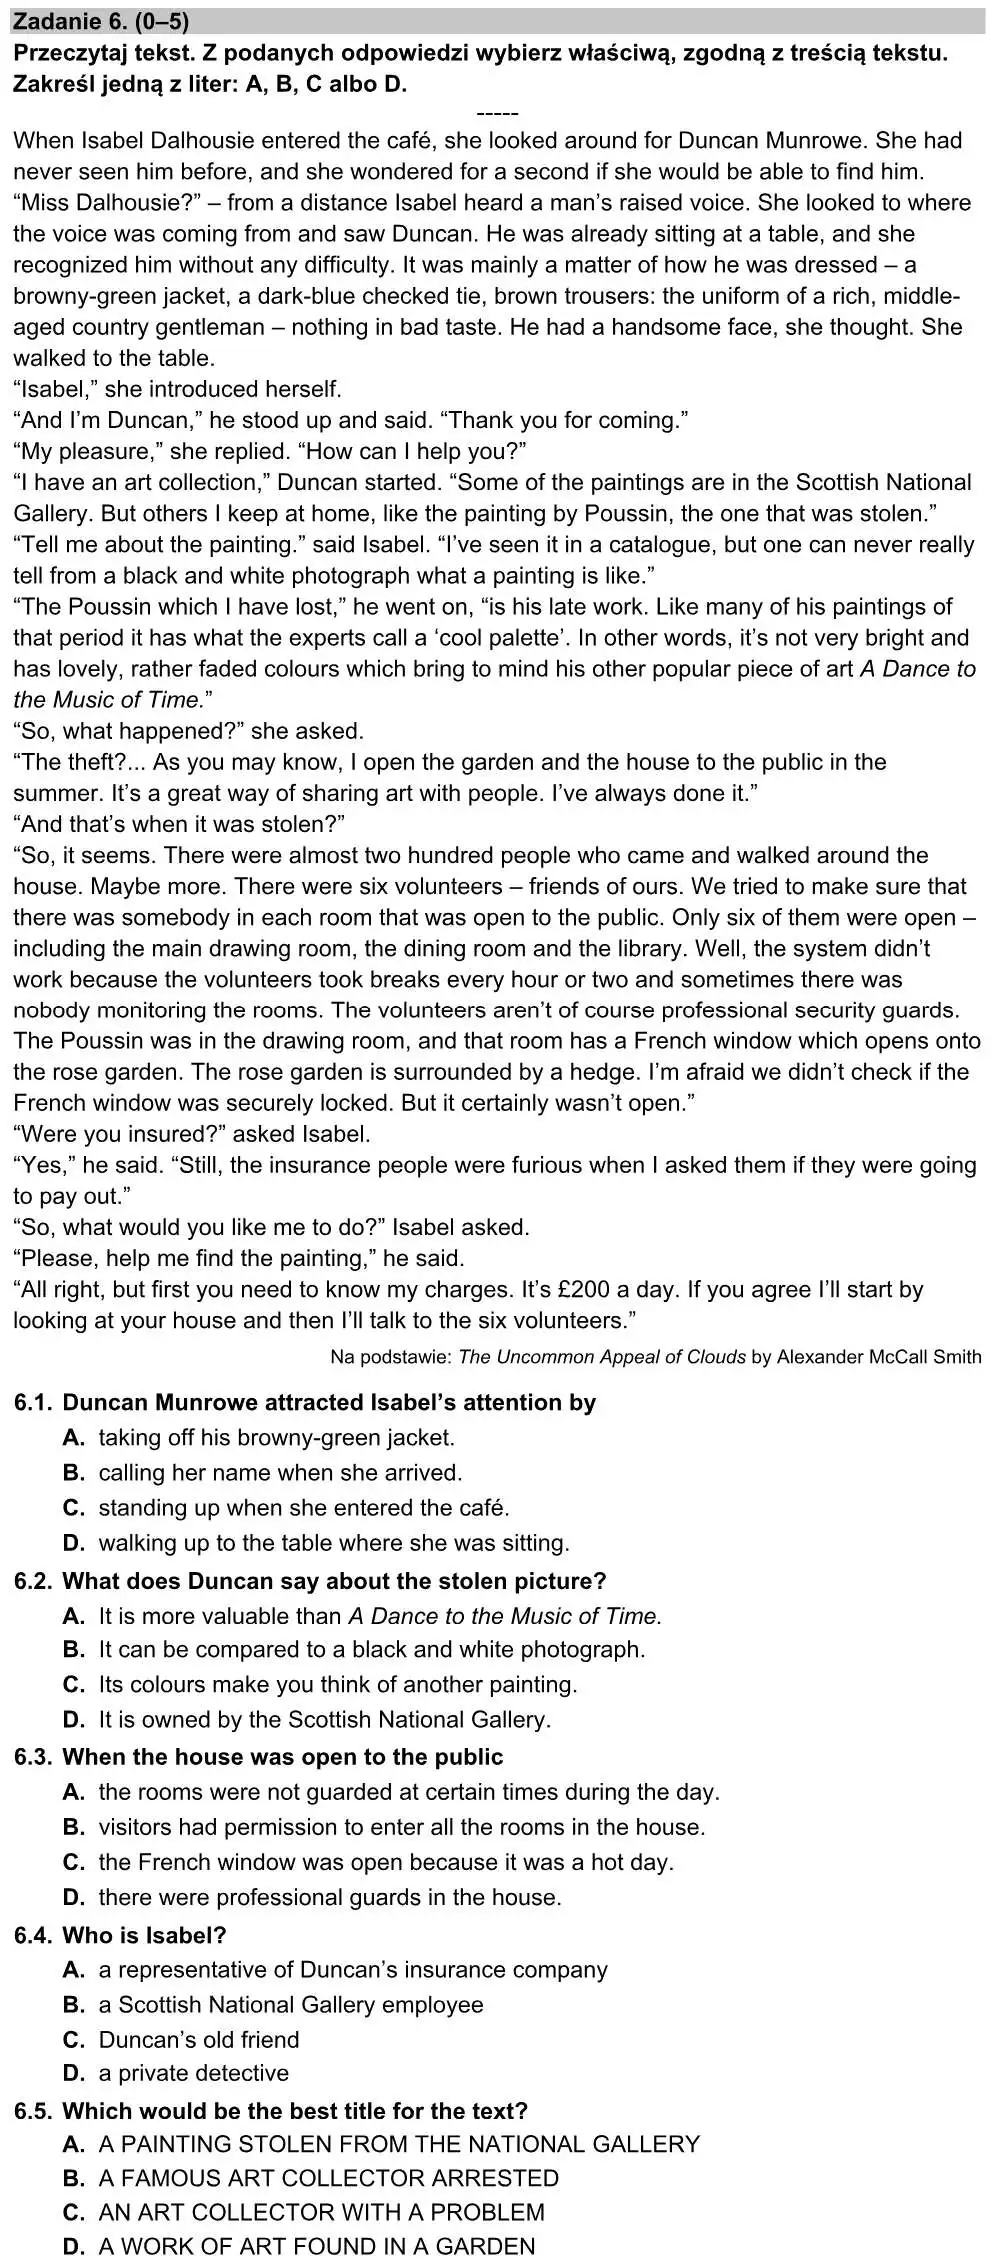 Zadanie 6. (0–5)
Przeczytaj tekst. Z podanych odpowiedzi wybierz właściwą, zgodną z treścią tekstu.
Zakreśl jedną z liter: A, B, C albo D.
-----
When Isabel Dalhousie entered the café, she looked around for Duncan Munrowe. She had
never seen him before, and she wondered for a second if she would be able to find him.
“Miss Dalhousie?” – from a distance Isabel heard a man’s raised voice. She looked to where
the voice was coming from and saw Duncan. He was already sitting at a table, and she
recognized him without any difficulty. It was mainly a matter of how he was dressed – a
browny-green jacket, a dark-blue checked tie, brown trousers: the uniform of a rich, middle-
aged country gentleman – nothing in bad taste. He had a handsome face, she thought. She
walked to the table.
“Isabel,” she introduced herself.
“And I’m Duncan,” he stood up and said. “Thank you for coming.”
“My pleasure,” she replied. “How can I help you?”
“I have an art collection,” Duncan started. “Some of the paintings are in the Scottish National
Gallery. But others I keep at home, like the painting by Poussin, the one that was stolen.”
“Tell me about the painting.” said Isabel. “I’ve seen it in a catalogue, but one can never really
tell from a black and white photograph what a painting is like.”
“The Poussin which I have lost,” he went on, “is his late work. Like many of his paintings of
that period it has what the experts call a ‘cool palette’. In other words, it’s not very bright and
has lovely, rather faded colours which bring to mind his other popular piece of art A Dance to
the Music of Time.”
“So, what happened?” she asked.
“The theft?... As you may know, I open the garden and the house to the public in the
summer. It’s a great way of sharing art with people. I’ve always done it.”
“And that’s when it was stolen?”
“So, it seems. There were almost two hundred people who came and walked around the
house. Maybe more. There were six volunteers – friends of ours. We tried to make sure that
there was somebody in each room that was open to the public. Only six of them were open –
including the main drawing room, the dining room and the library. Well, the system didn’t
work because the volunteers took breaks every hour or two and sometimes there was
nobody monitoring the rooms. The volunteers aren’t of course professional security guards.
The Poussin was in the drawing room, and that room has a French window which opens onto
the rose garden. The rose garden is surrounded by a hedge. I’m afraid we didn’t check if the
French window was securely locked. But it certainly wasn’t open.”
“Were you insured?” asked Isabel.
“Yes,” he said. “Still, the insurance people were furious when I asked them if they were going
to pay out.”
“So, what would you like me to do?” Isabel asked.
“Please, help me find the painting,” he said.
“All right, but first you need to know my charges. It’s £200 a day. If you agree I’ll start by
looking at your house and then I’ll talk to the six volunteers.”
Na podstawie: The Uncommon Appeal of Clouds by Alexander McCall Smith
6.1. Duncan Munrowe attracted Isabel’s attention by
A. taking off his browny-green jacket.
B. calling her name when she arrived.
C. standing up when she entered the café.
D. walking up to the table where she was sitting.
6.2. What does Duncan say about the stolen picture?
A. It is more valuable than A Dance to the Music of Time.
B. It can be compared to a black and white photograph.
C. Its colours make you think of another painting.
D. It is owned by the Scottish National Gallery.
6.3. When the house was open to the public
A. the rooms were not guarded at certain times during the day.
B. visitors had permission to enter all the rooms in the house.
C. the French window was open because it was a hot day.
D. there were professional guards in the house.
6.4. Who is Isabel?
A. a representative of Duncan’s insurance company
B. a Scottish National Gallery employee
C. Duncan’s old friend
D. a private detective
6.5. Which would be the best title for the text?
A. A PAINTING STOLEN FROM THE NATIONAL GALLERY
B. A FAMOUS ART COLLECTOR ARRESTED
C. AN ART COLLECTOR WITH A PROBLEM
D. A WORK OF ART FOUND IN A GARDEN